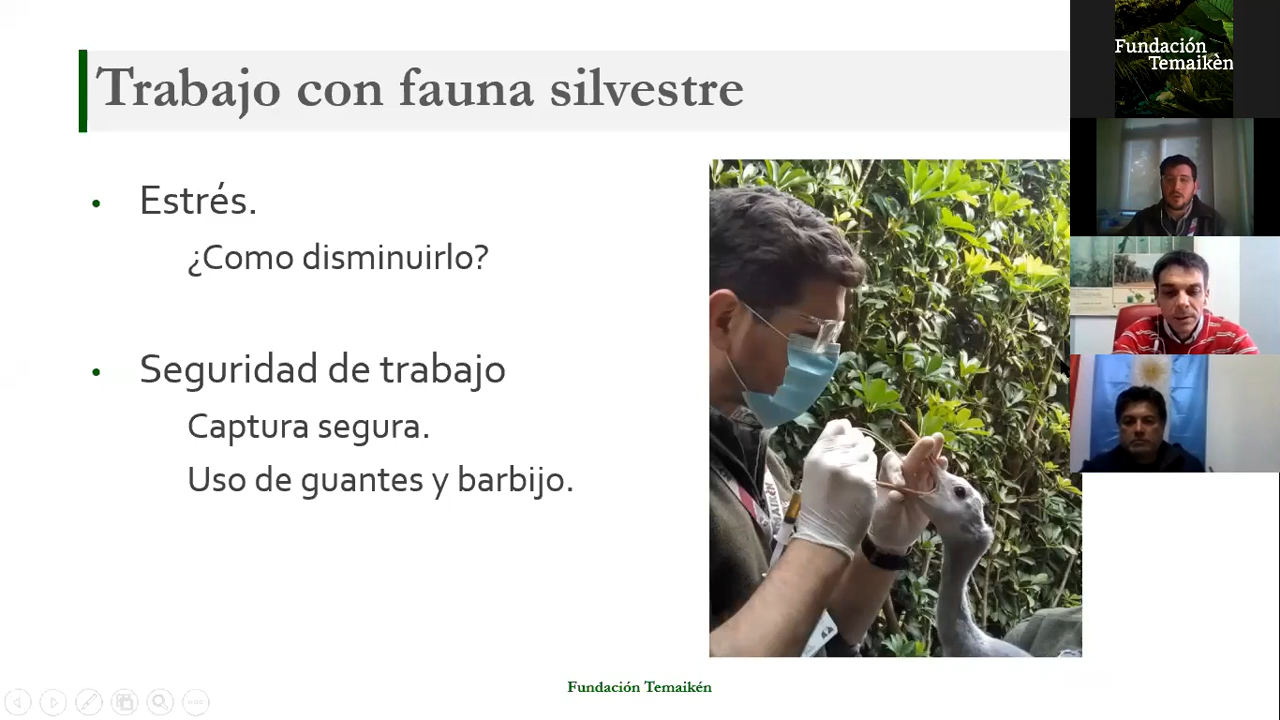 Trabajo con fauna silvestre
• Estrés.
¿Como disminuirlo?
• Seguridad de trabajo
Captura segura.
Uso de guantes y barbijo.
Fundación Temaikén
Fundación
Temaikèn